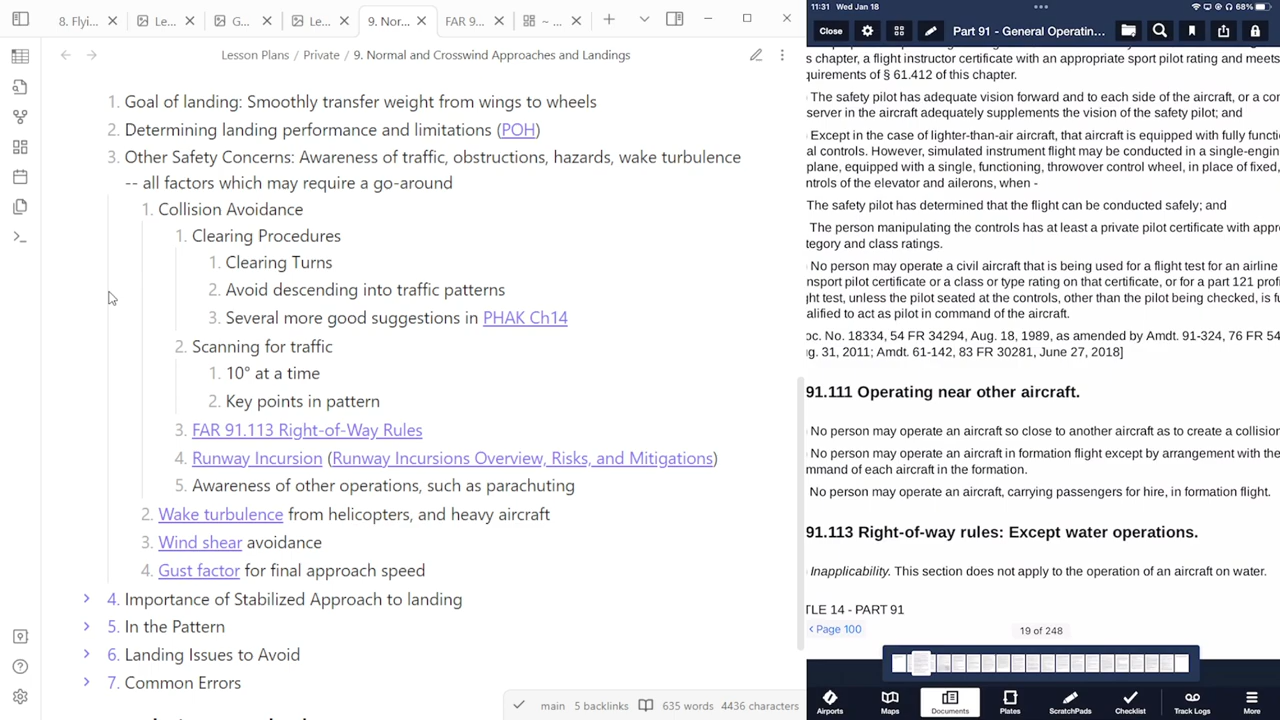 8. Flyi
Le...
G...
Le...
9. Nor...
FAR 9...
~ ...
Lesson Plans / Private / 9. Normal and Crosswind Approaches and Landings
1. Goal of landing: Smoothly transfer weight from wings to wheels
2. Determining landing performance and limitations (POH)
3. Other Safety Concerns: Awareness of traffic, obstructions, hazards, wake turbulence
-- all factors which may require a go-around
1. Collision Avoidance
1. Clearing Procedures
1. Clearing Turns
2. Avoid descending into traffic patterns
3. Several more good suggestions in PHAK Ch14
2. Scanning for traffic
1. 10° at a time
2. Key points in pattern
3. FAR 91.113 Right-of-Way Rules
4. Runway Incursion (Runway Incursions Overview, Risks, and Mitigations)
5. Awareness of other operations, such as parachuting
2. Wake turbulence from helicopters, and heavy aircraft
3. Wind shear avoidance
4. Gust factor for final approach speed
4. Importance of Stabilized Approach to landing
5. In the Pattern
6. Landing Issues to Avoid
7. Common Errors
main 5 backlinks 635 words 4436 characters
11:31 Wed Jan 18
68%
Close
Part 91 - General Operatin...
s chapter, a flight instructor certificate with an appropriate sport pilot rating and meets
quirements of § 61.412 of this chapter.
The safety pilot has adequate vision forward and to each side of the aircraft, or a co
server in the aircraft adequately supplements the vision of the safety pilot; and
Except in the case of lighter-than-air aircraft, that aircraft is equipped with fully functi
al controls. However, simulated instrument flight may be conducted in a single-engin
plane, equipped with a single, functioning, throwover control wheel, in place of fixed,
ntrols of the elevator and ailerons, when -
The safety pilot has determined that the flight can be conducted safely; and
The person manipulating the controls has at least a private pilot certificate with appr
tegory and class ratings.
No person may operate a civil aircraft that is being used for a flight test for an airline
nsport pilot certificate or a class or type rating on that certificate, or for a part 121 profi
ght test, unless the pilot seated at the controls, other than the pilot being checked, is fu
alified to act as pilot in command of the aircraft.
oc. No. 18334, 54 FR 34294, Aug. 18, 1989, as amended by Amdt. 91-324, 76 FR 54
g. 31, 2011; Amdt. 61-142, 83 FR 30281, June 27, 2018]
91.111 Operating near other aircraft.
No person may operate an aircraft so close to another aircraft as to create a collision
No person may operate an aircraft in formation flight except by arrangement with the
mmand of each aircraft in the formation.
No person may operate an aircraft, carrying passengers for hire, in formation flight.
91.113 Right-of-way rules: Except water operations.
Inapplicability. This section does not apply to the operation of an aircraft on water.
TLE 14 - PART 91
< Page 100
19 of 248
Airports
Maps
Documents
Plates
ScratchPads
Checklist
Track Logs
More